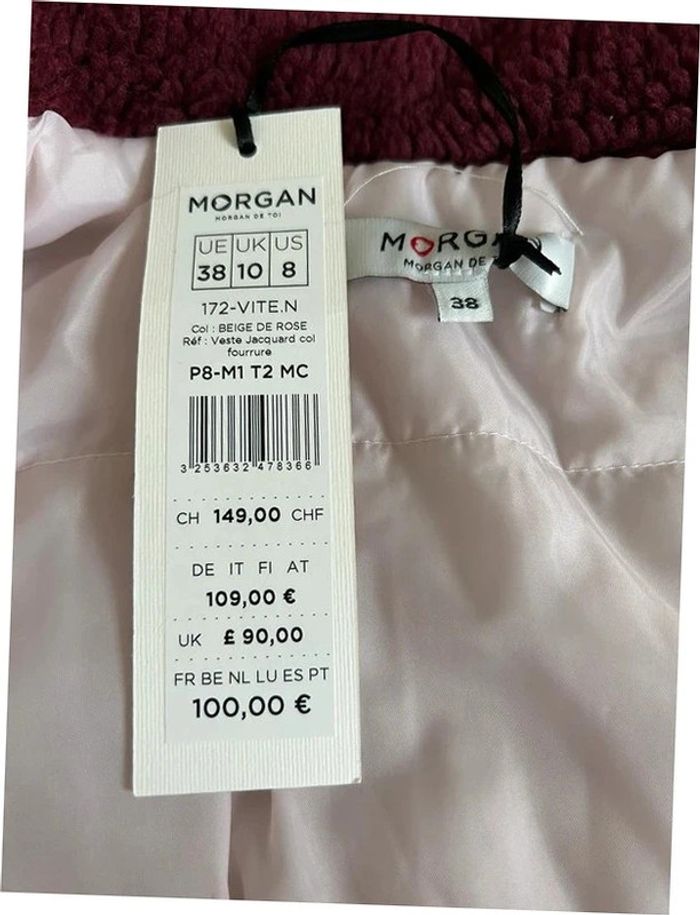 MORGAN
MORGAN DE TOI
UE UK US
38 10 8
172-VITE.N
Col : BEIGE DE ROSE
Réf : Veste Jacquard col
fourrure
P8-M1 T2 MC
3 253632 478366
CH 149,00 CHF
DE IT FI AT
109,00 €
UK £ 90,00
FR BE NL LU ES PT
100,00 €
MORGAN
MORGAN DE
38